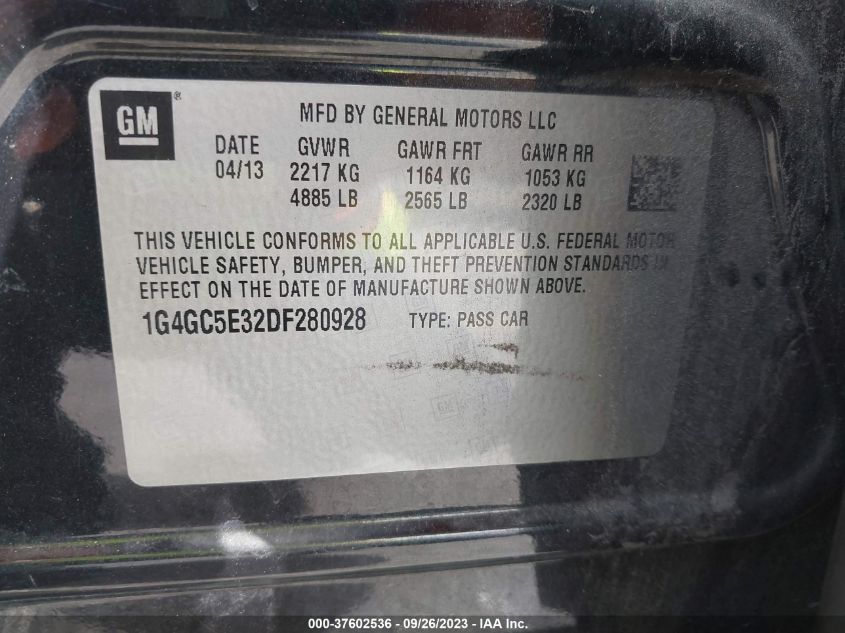 GM®
MFD BY GENERAL MOTORS LLC
DATE GVWR GAWR FRT GAWR RR
04/13 2217 KG 1164 KG 1053 KG
4885 LB 2565 LB 2320 LB
THIS VEHICLE CONFORMS TO ALL APPLICABLE U.S. FEDERAL MOTOR
VEHICLE SAFETY, BUMPER, AND THEFT PREVENTION STANDARDS IN
EFFECT ON THE DATE OF MANUFACTURE SHOWN ABOVE.
1G4GC5E32DF280928 TYPE: PASS CAR
GM
000-37602536 - 09/26/2023 - IAA Inc.